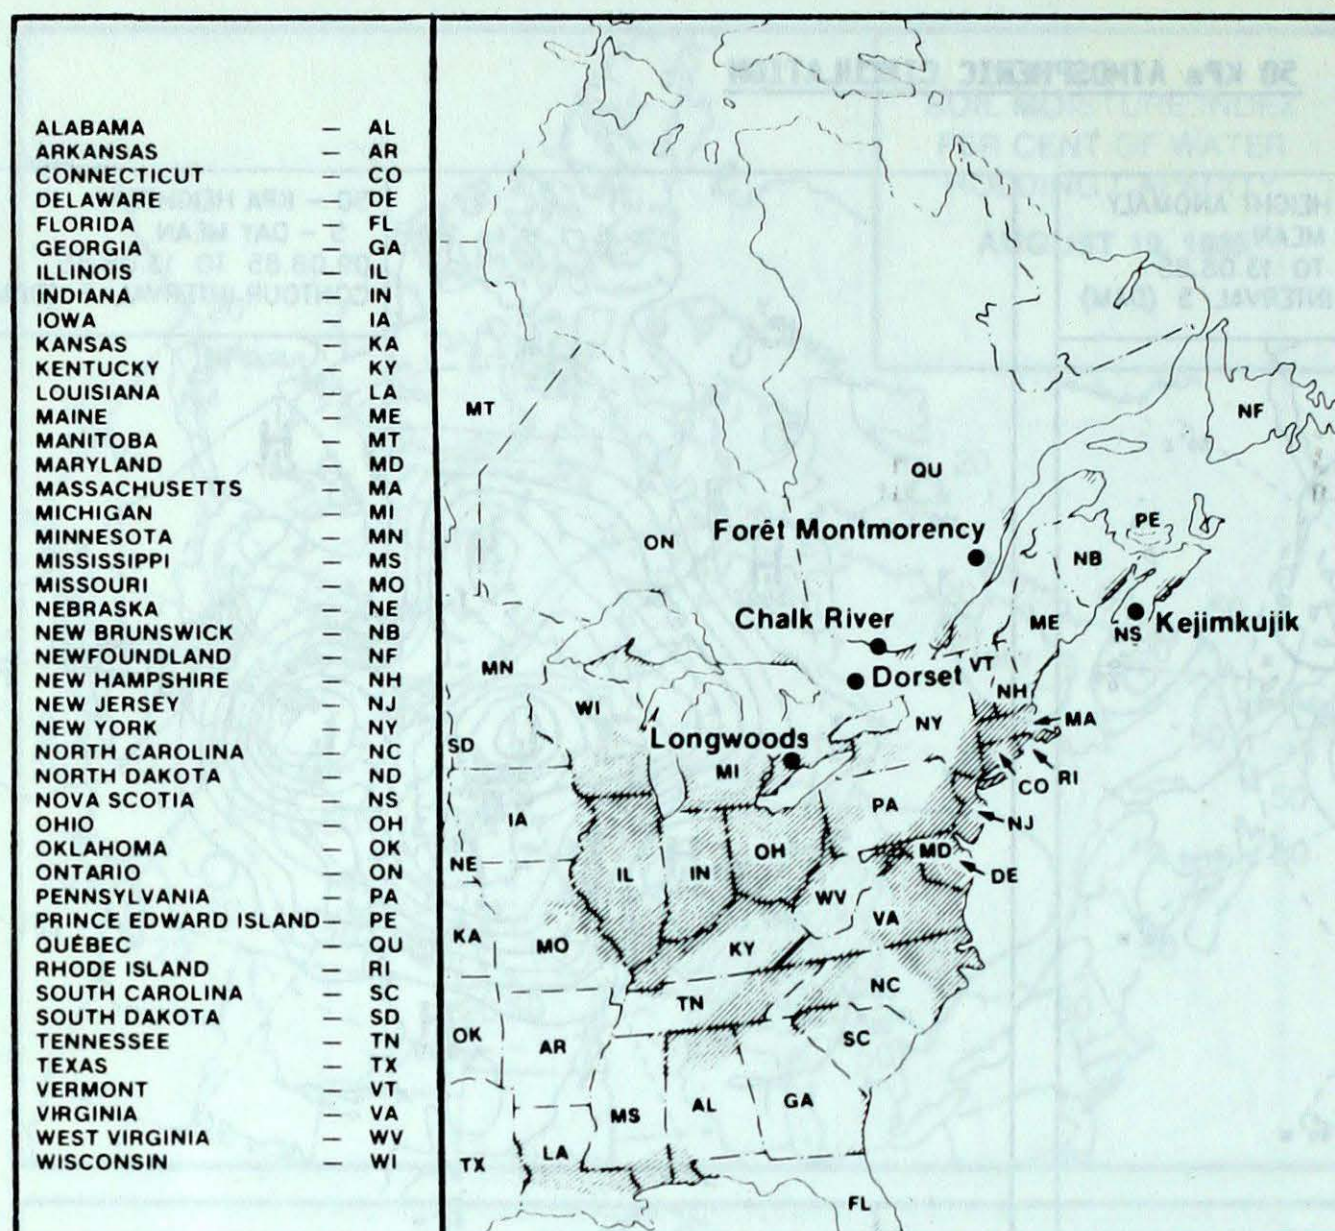 ALABAMA — AL
ARKANSAS — AR
CONNECTICUT — CO
DELAWARE — DE
FLORIDA — FL
GEORGIA — GA
ILLINOIS — IL
INDIANA — IN
IOWA — IA
KANSAS — KA
KENTUCKY — KY
LOUISIANA — LA
MAINE — ME
MANITOBA — MT
MARYLAND — MD
MASSACHUSETTS — MA
MICHIGAN — MI
MINNESOTA — MN
MISSISSIPPI — MS
MISSOURI — MO
NEBRASKA — NE
NEW BRUNSWICK — NB
NEWFOUNDLAND — NF
NEW HAMPSHIRE — NH
NEW JERSEY — NJ
NEW YORK — NY
NORTH CAROLINA — NC
NORTH DAKOTA — ND
NOVA SCOTIA — NS
OHIO — OH
OKLAHOMA — OK
ONTARIO — ON
PENNSYLVANIA — PA
PRINCE EDWARD ISLAND — PE
QUÉBEC — QU
RHODE ISLAND — RI
SOUTH CAROLINA — SC
SOUTH DAKOTA — SD
TENNESSEE — TN
TEXAS — TX
VERMONT — VT
VIRGINIA — VA
WEST VIRGINIA — WV
WISCONSIN — WI
MT
NF
QU
PE
ON
Forêt Montmorency
NB
Chalk River
ME
NS
Kejimkujik
MN
VT
Dorset
NH
WI
NY
MA
SD
Longwoods
MI
RI
CO
IA
PA
NJ
NE
OH
MD
IL
IN
DE
WV
VA
KA
MO
KY
NC
TN
OK
AR
SC
MS
AL
GA
LA
TX
FL